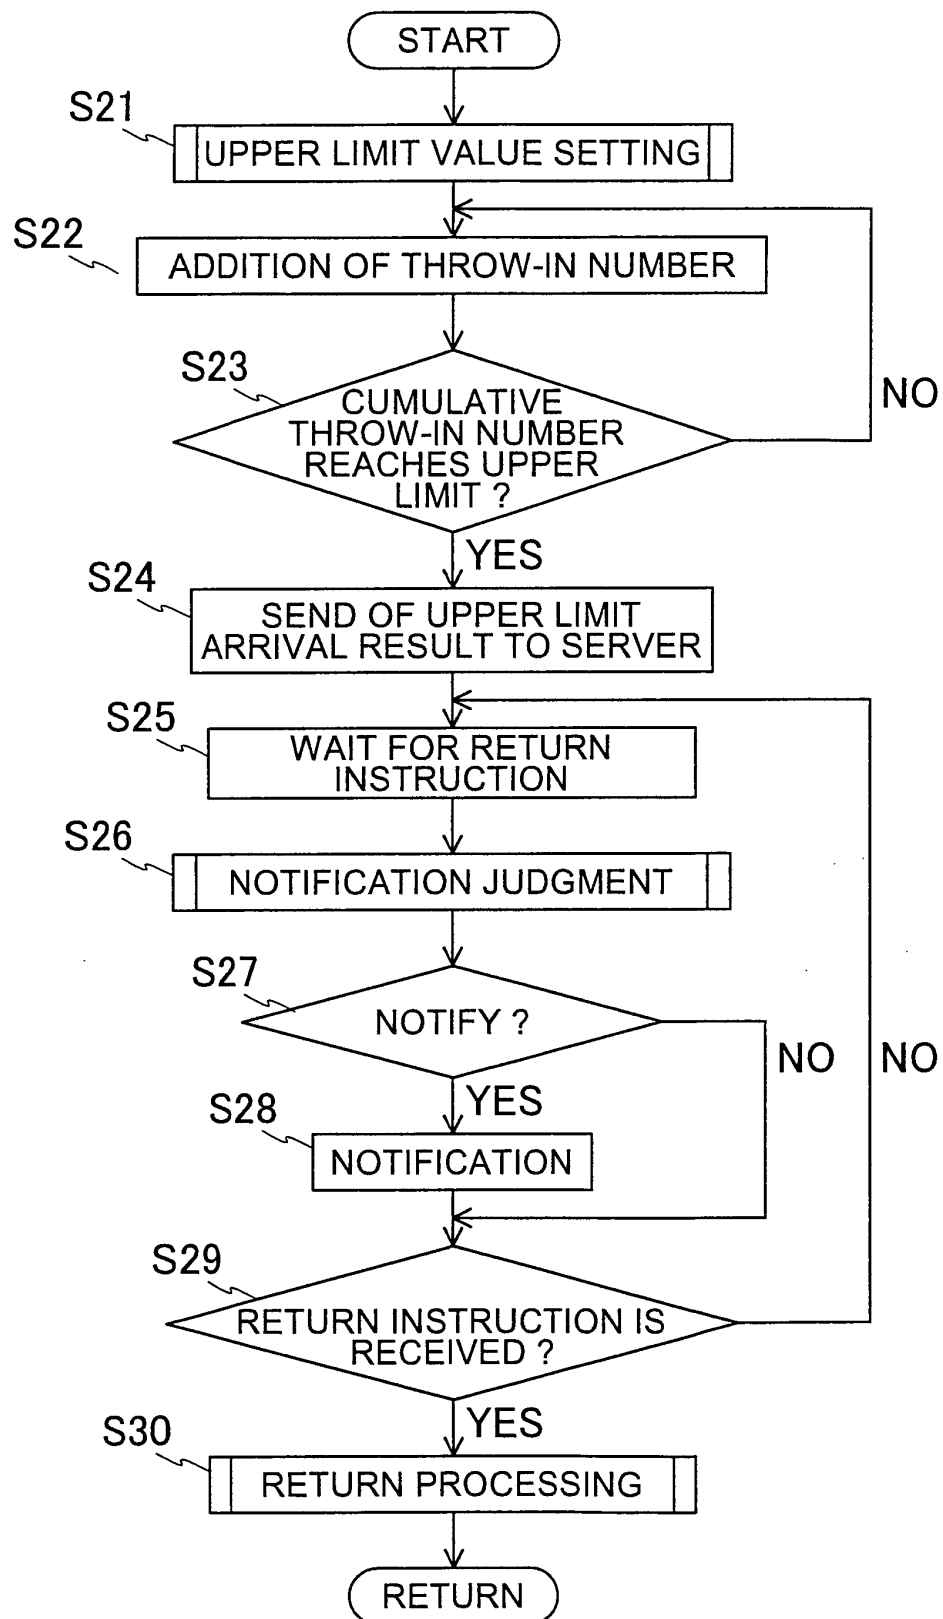 START
S21
UPPER LIMIT VALUE SETTING
S22
ADDITION OF THROW-IN NUMBER
S23
CUMULATIVE
THROW-IN NUMBER
REACHES UPPER
LIMIT ?
NO
YES
S24
SEND OF UPPER LIMIT
ARRIVAL RESULT TO SERVER
S25
WAIT FOR RETURN
INSTRUCTION
S26
NOTIFICATION JUDGMENT
S27
NOTIFY ?
NO
NO
YES
S28
NOTIFICATION
S29
RETURN INSTRUCTION IS
RECEIVED ?
YES
S30
RETURN PROCESSING
RETURN